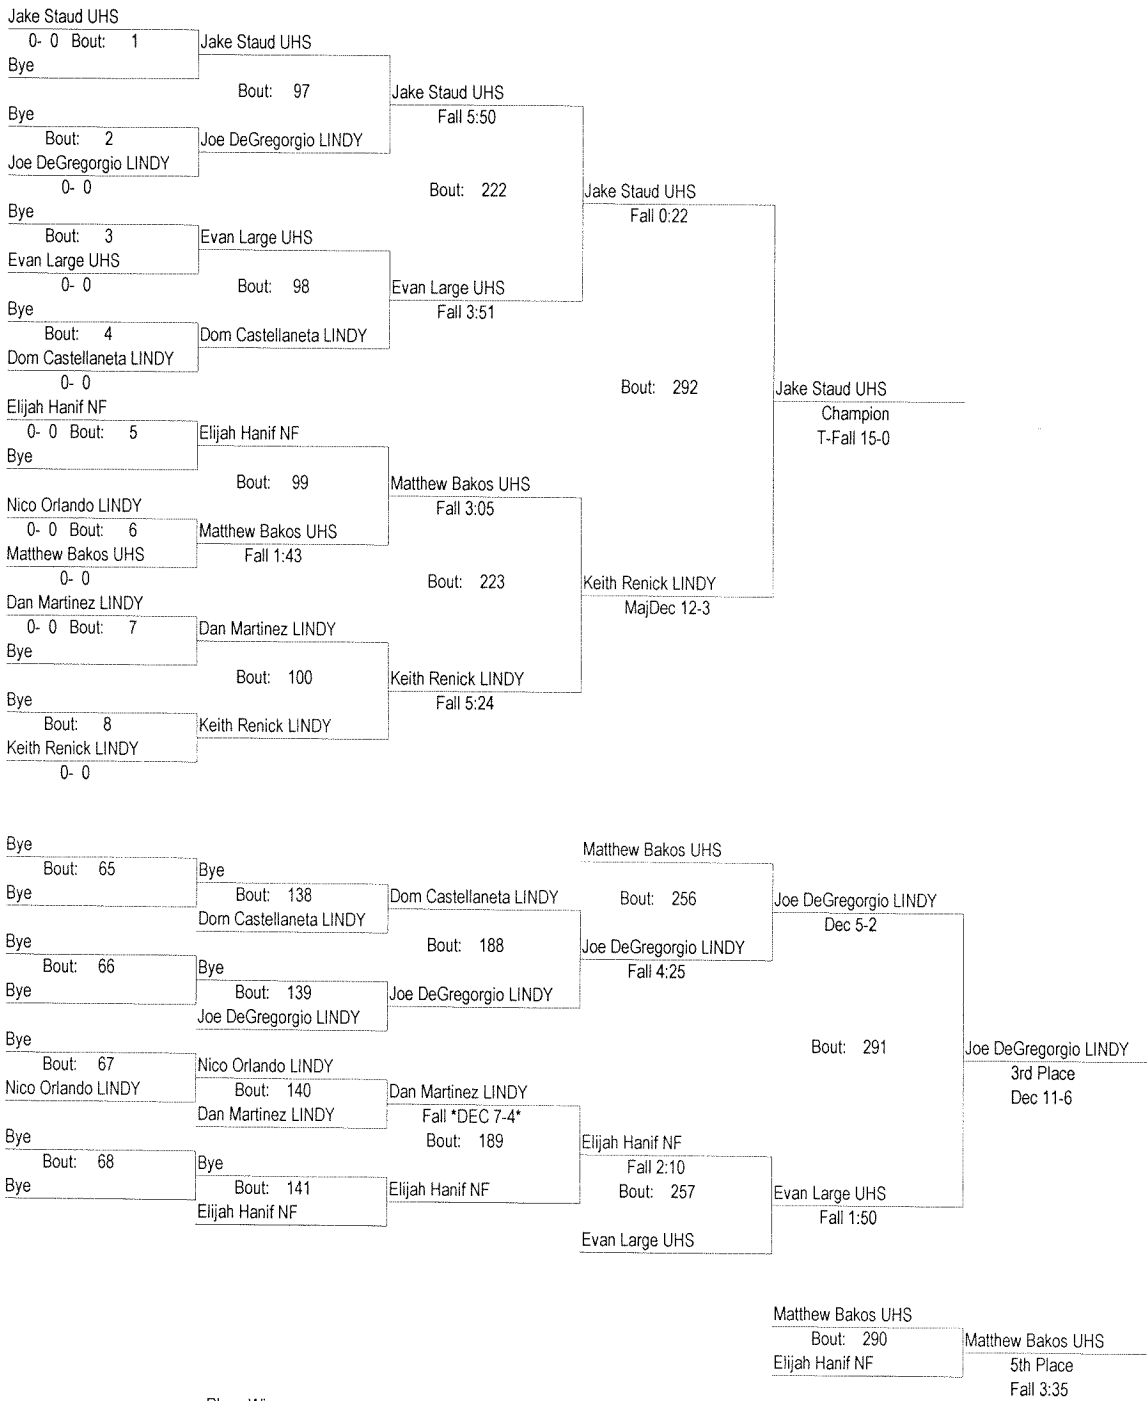 Jake Staud UHS
0- 0 Bout: 1
Bye
Jake Staud UHS
Bout: 97
Jake Staud UHS
Fall 5:50
Bye
Bout: 2
Joe DeGregorgio LINDY
0- 0
Joe DeGregorgio LINDY
Bout: 222
Jake Staud UHS
Fall 0:22
Bye
Bout: 3
Evan Large UHS
0- 0
Evan Large UHS
Bout: 98
Evan Large UHS
Fall 3:51
Bye
Bout: 4
Dom Castellaneta LINDY
0- 0
Dom Castellaneta LINDY
Bout: 292
Jake Staud UHS
Champion
T-Fall 15-0
Elijah Hanif NF
0- 0 Bout: 5
Bye
Elijah Hanif NF
Bout: 99
Matthew Bakos UHS
Fall 3:05
Nico Orlando LINDY
0- 0 Bout: 6
Matthew Bakos UHS
0- 0
Matthew Bakos UHS
Fall 1:43
Bout: 223
Keith Renick LINDY
MajDec 12-3
Dan Martinez LINDY
0- 0 Bout: 7
Bye
Dan Martinez LINDY
Bout: 100
Keith Renick LINDY
Fall 5:24
Bye
Bout: 8
Keith Renick LINDY
0- 0
Keith Renick LINDY
Bye
Bout: 65
Bye
Bye
Bout: 138
Dom Castellaneta LINDY
Dom Castellaneta LINDY
Matthew Bakos UHS
Bout: 256
Joe DeGregorgio LINDY
Dec 5-2
Bye
Bout: 66
Bye
Bye
Bout: 139
Joe DeGregorgio LINDY
Bout: 188
Joe DeGregorgio LINDY
Joe DeGregorgio LINDY
Fall 4:25
Bye
Bout: 67
Nico Orlando LINDY
Nico Orlando LINDY
Bout: 140
Dan Martinez LINDY
Dan Martinez LINDY
Fall *DEC 7-4*
Bout: 189
Bout: 291
Joe DeGregorgio LINDY
3rd Place
Dec 11-6
Bye
Bout: 68
Bye
Bye
Bout: 141
Elijah Hanif NF
Elijah Hanif NF
Elijah Hanif NF
Fall 2:10
Bout: 257
Evan Large UHS
Evan Large UHS
Fall 1:50
Matthew Bakos UHS
Bout: 290
Elijah Hanif NF
Matthew Bakos UHS
5th Place
Fall 3:35